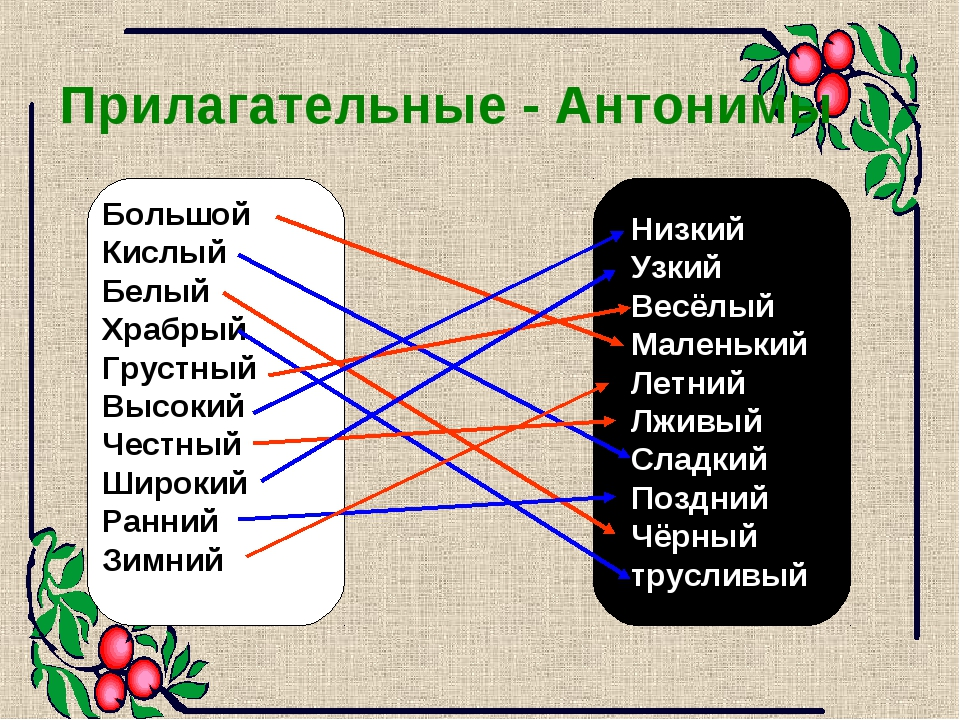 Прилагательные - Антонимы
Большой
Кислый
Белый
Храбрый
Грустный
Высокий
Честный
Широкий
Ранний
Зимний
Низкий
Узкий
Весёлый
Маленький
Летний
Лживый
Сладкий
Поздний
Чёрный
трусливый